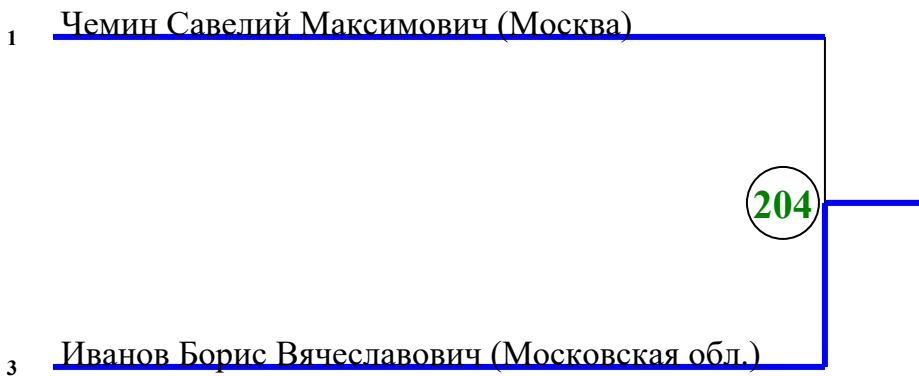 1 Чемин Савелий Максимович (Москва)
204
3 Иванов Борис Вячеславович (Московская обл.)